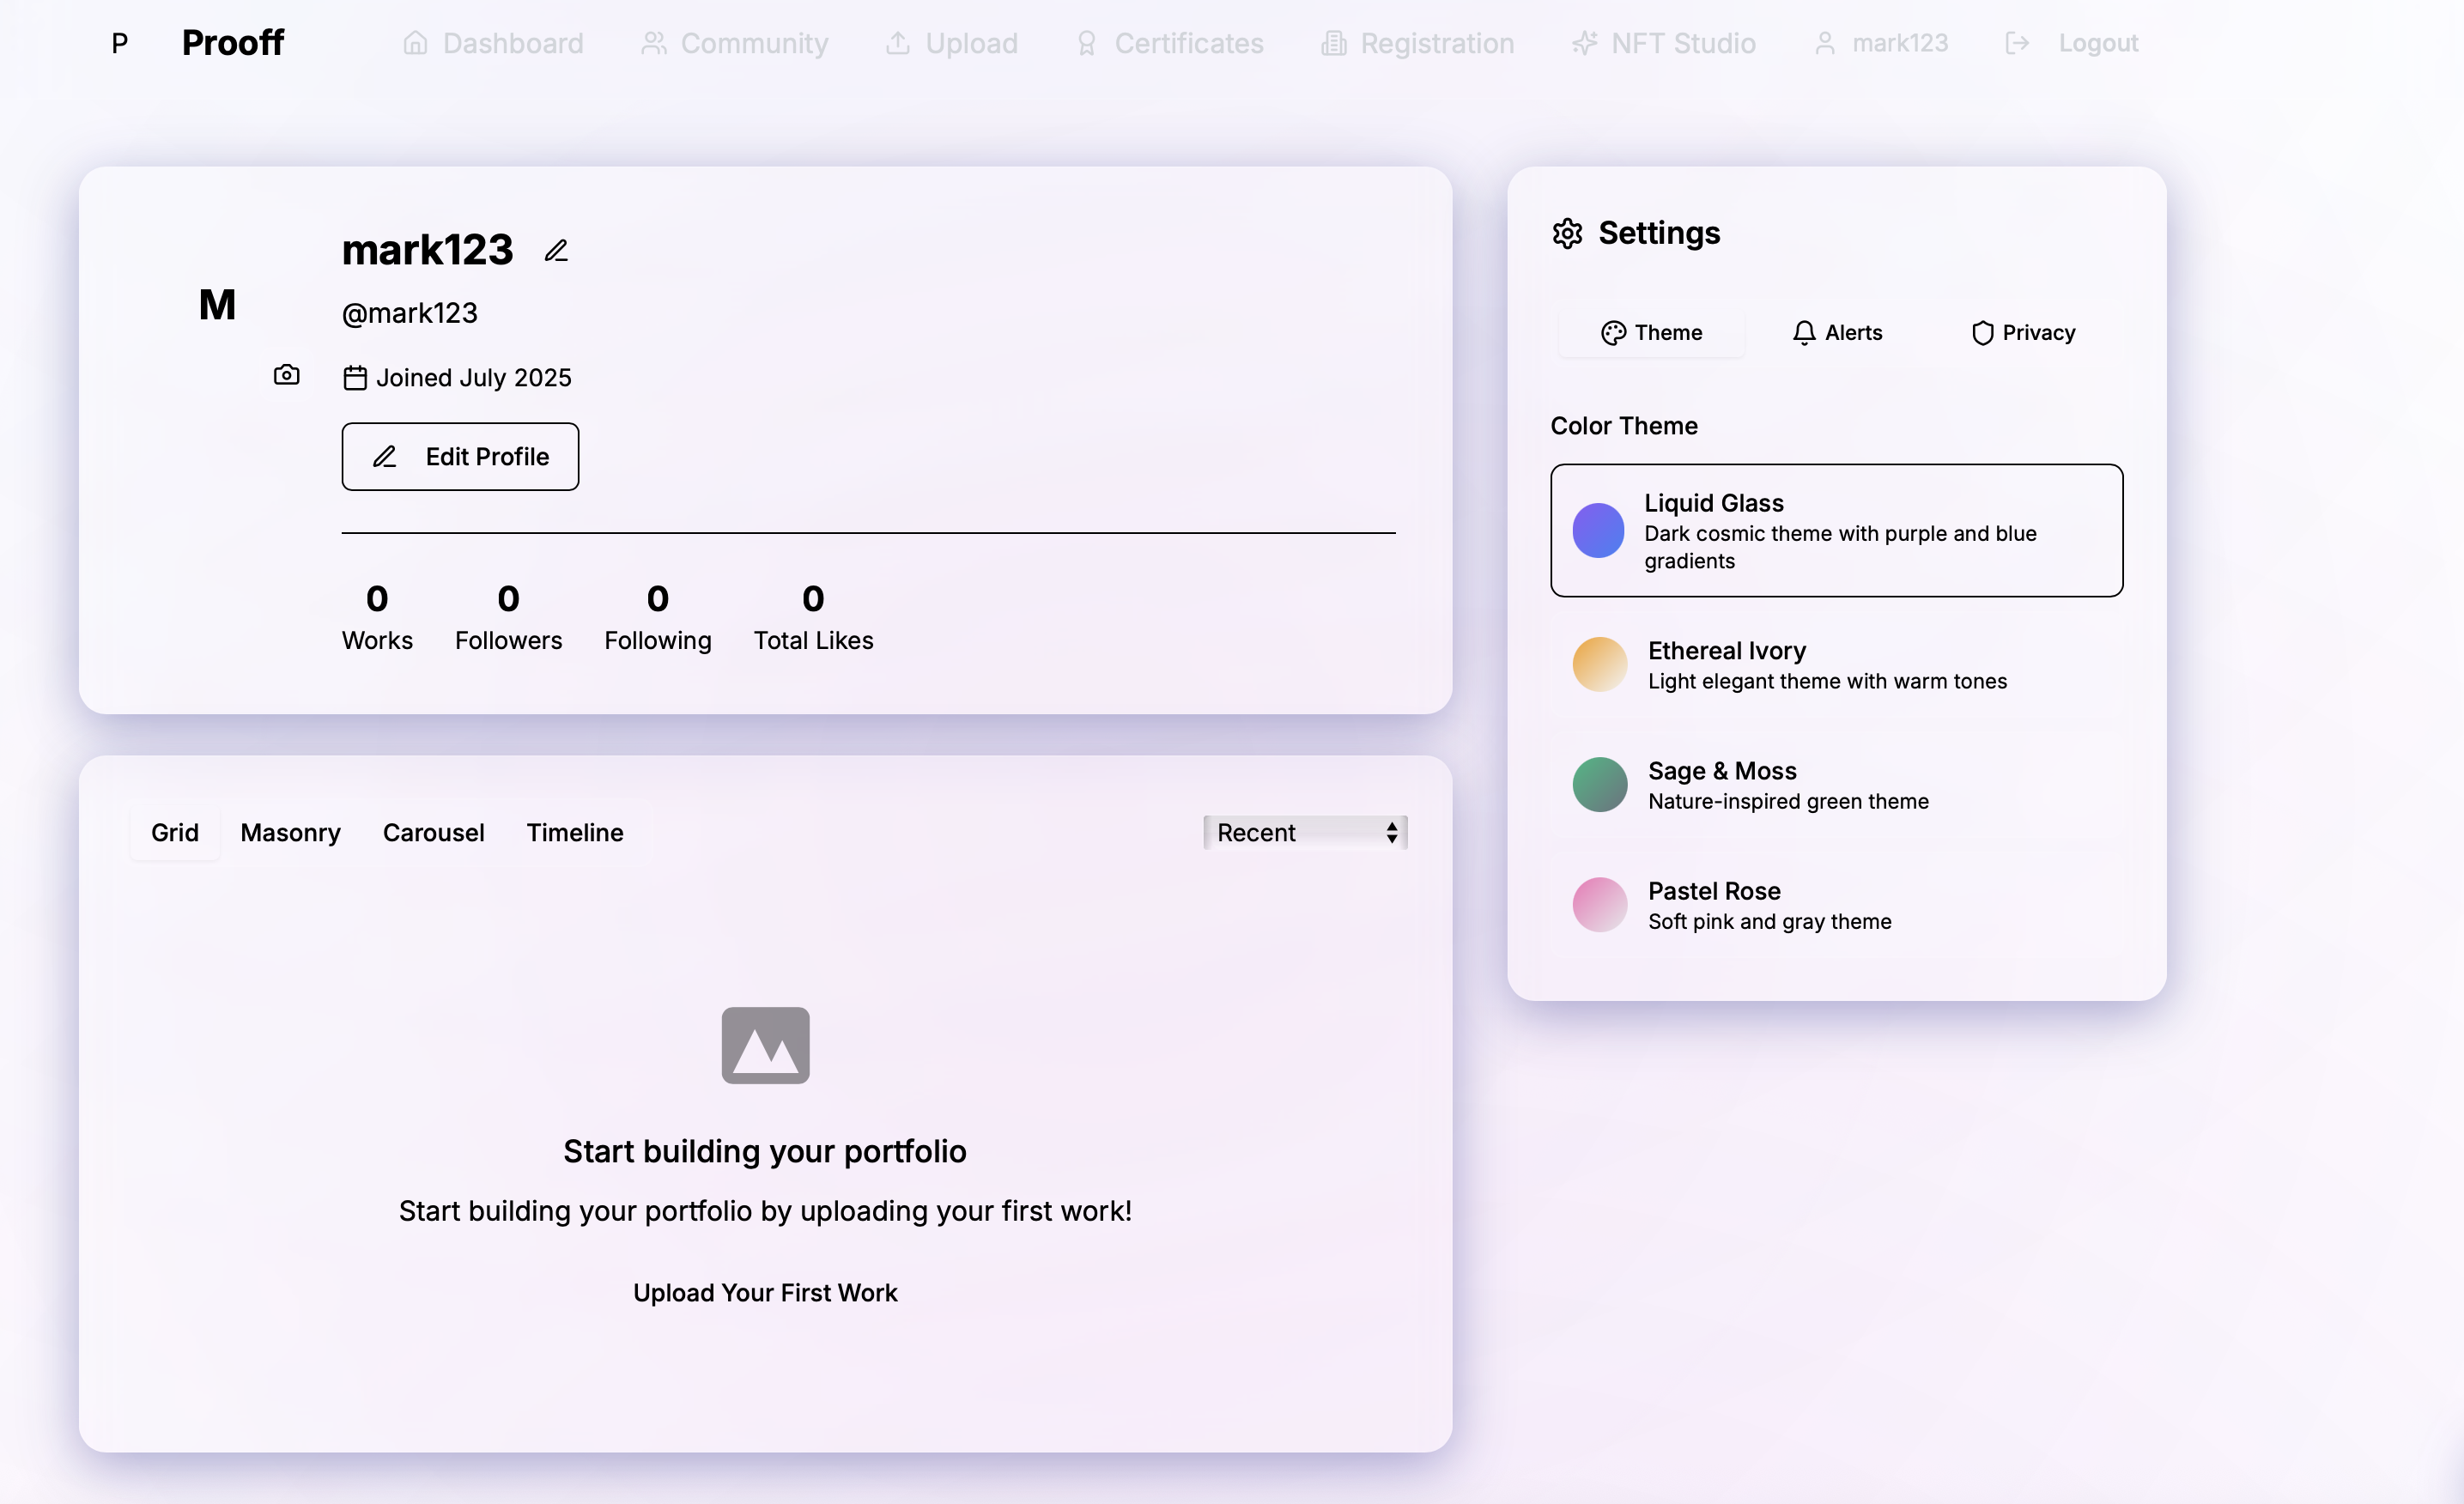 P Prooff Dashboard Community Upload Certificates Registration NFT Studio mark123 Logout
mark123
M
@mark123
Joined July 2025
Edit Profile
0 0 0 0
Works Followers Following Total Likes
Settings
Theme Alerts Privacy
Color Theme
Liquid Glass
Dark cosmic theme with purple and blue
gradients
Ethereal Ivory
Light elegant theme with warm tones
Sage & Moss
Nature-inspired green theme
Pastel Rose
Soft pink and gray theme
Grid Masonry Carousel Timeline Recent
Start building your portfolio
Start building your portfolio by uploading your first work!
Upload Your First Work